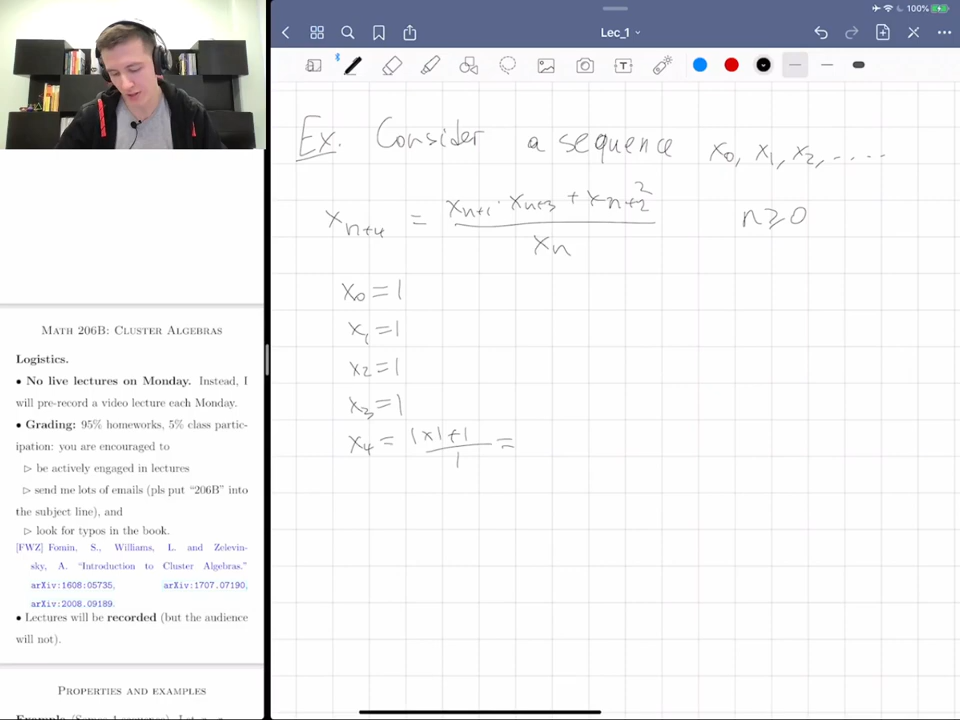 100%
Lec_1
MATH 206B: CLUSTER ALGEBRAS
Logistics.
• No live lectures on Monday. Instead, I
will pre-record a video lecture each Monday.
• Grading: 95% homeworks, 5% class partic-
ipation: you are encouraged to
▷ be actively engaged in lectures
▷ send me lots of emails (pls put “206B” into
the subject line), and
▷ look for typos in the book.
[FWZ] Fomin, S., Williams, L. and Zelevin-
sky, A. “Introduction to Cluster Algebras.”
arXiv:1608:05735, arXiv:1707.07190,
arXiv:2008.09189.
• Lectures will be recorded (but the audience
will not).
PROPERTIES AND EXAMPLES
Ex. Consider a sequence x₀, x₁, x₂, .....
xₙ₊₄ = (xₙ₊₁ · xₙ₊₃ + xₙ₊₂²) / xₙ n ≥ 0
x₀ = 1
x₁ = 1
x₂ = 1
x₃ = 1
x₄ = (1×1+1) / 1 =